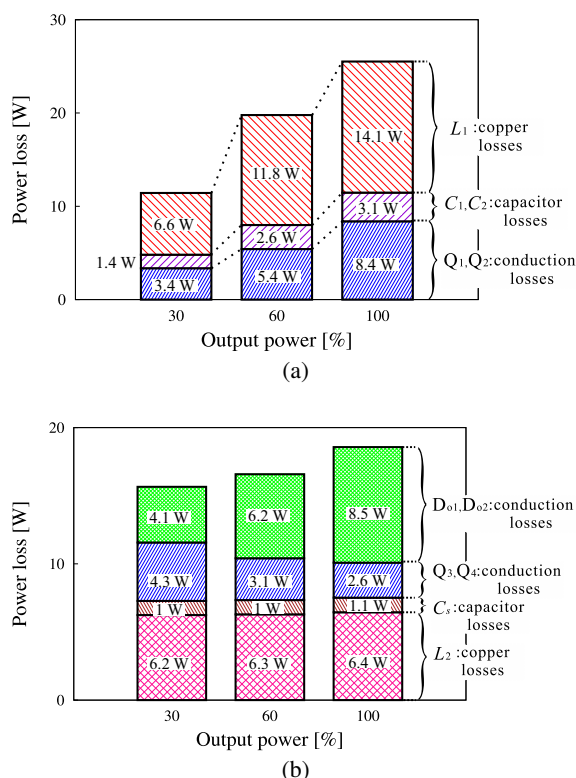 30
20
10
0
Power loss [W]
14.1 W
11.8 W
6.6 W
3.1 W
2.6 W
1.4 W
8.4 W
5.4 W
3.4 W
L1 :copper
losses
C1,C2:capacitor
losses
Q1,Q2:conduction
losses
30 60 100
Output power [%]
(a)
20
10
0
Power loss [W]
4.1 W 6.2 W 8.5 W
4.3 W 3.1 W 2.6 W
1 W 1 W 1.1 W
6.2 W 6.3 W 6.4 W
Do1,Do2:conduction
losses
Q3,Q4:conduction
losses
Cs:capacitor
losses
L2 :copper
losses
30 60 100
Output power [%]
(b)